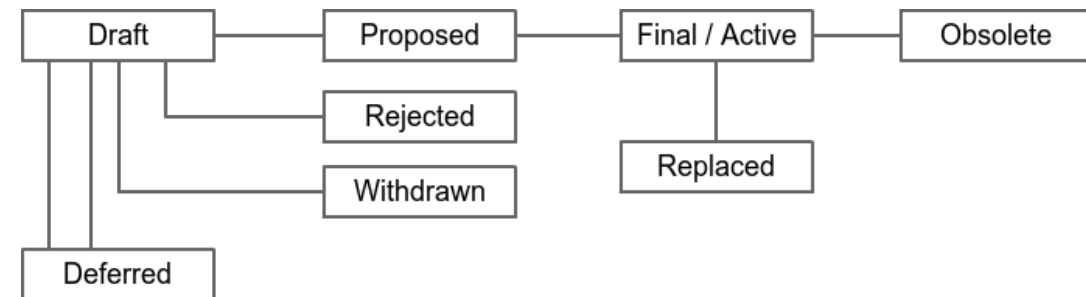 Draft
Proposed
Final / Active
Obsolete
Rejected
Replaced
Withdrawn
Deferred